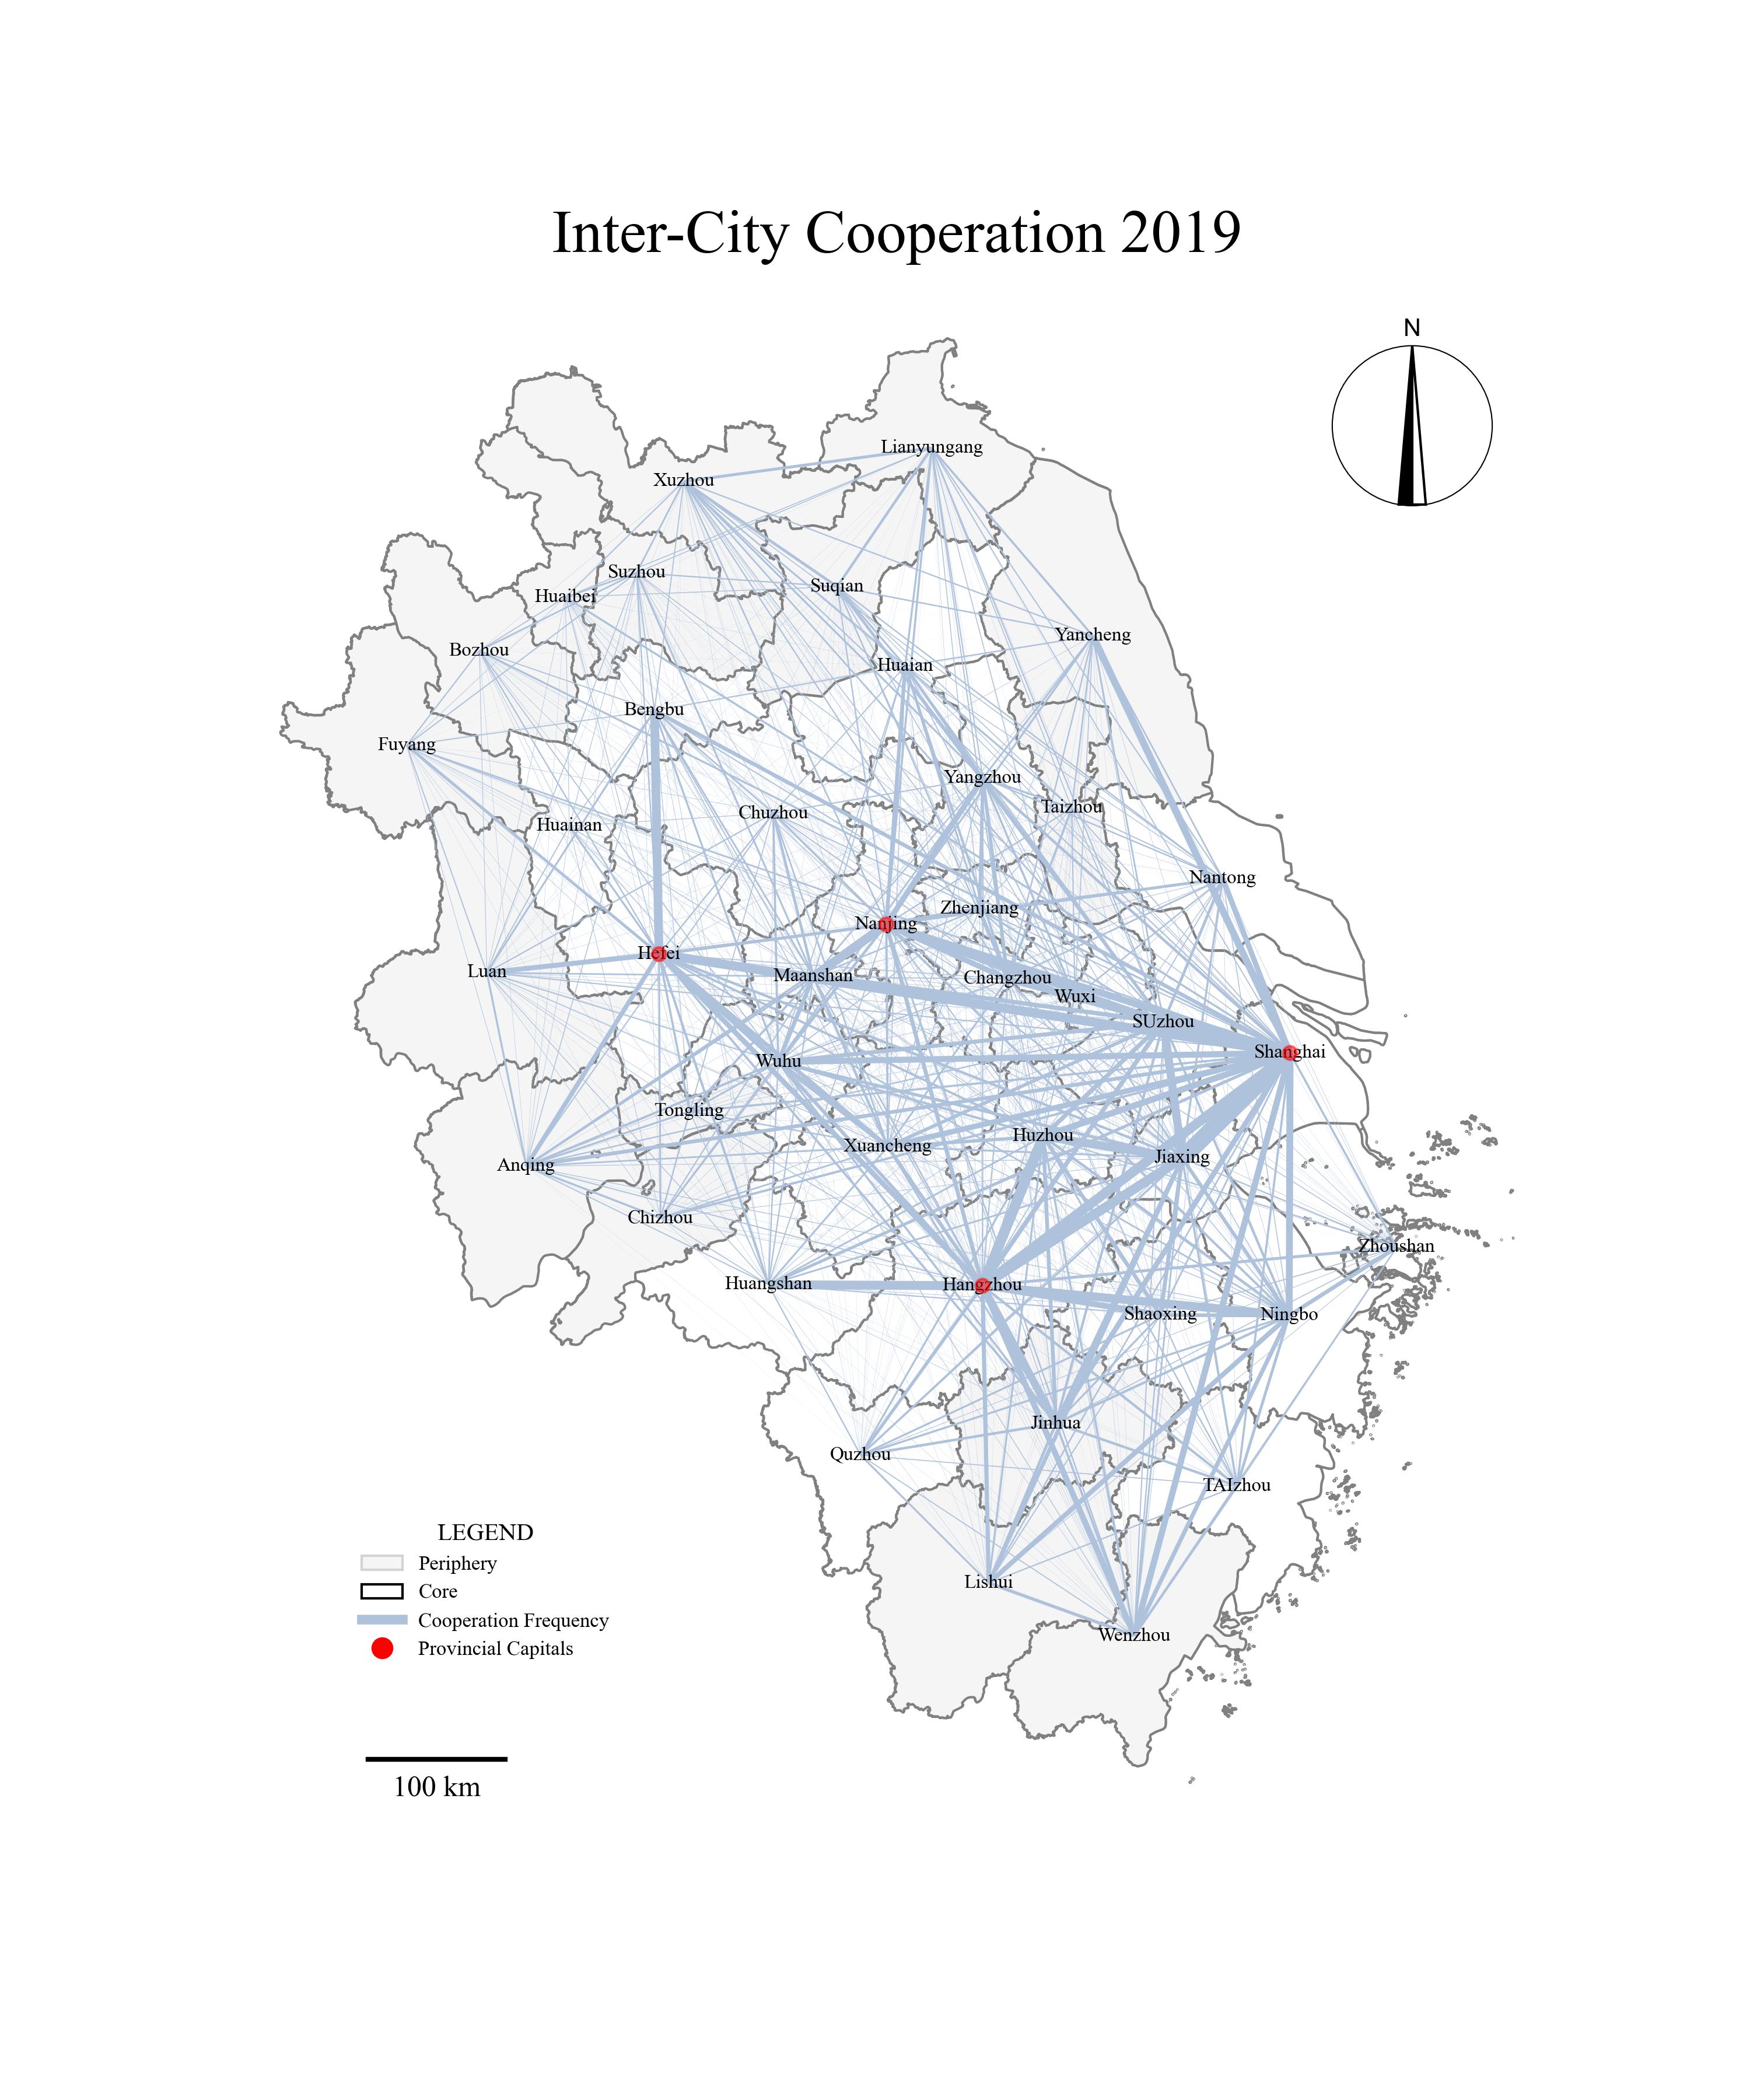 Inter-City Cooperation 2019
N
Lianyungang
Xuzhou
Suzhou
Suqian
Huaibei
Yancheng
Bozhou
Huaian
Bengbu
Fuyang
Yangzhou
Taizhou
Chuzhou
Huainan
Nantong
Zhenjiang
Nanjing
Hefei
Luan
Maanshan
Changzhou
Wuxi
SUzhou
Shanghai
Wuhu
Tongling
Huzhou
Xuancheng
Jiaxing
Anqing
Chizhou
Zhoushan
Huangshan
Hangzhou
Shaoxing
Ningbo
Jinhua
Quzhou
TAIzhou
Lishui
Wenzhou
LEGEND
Periphery
Core
Cooperation Frequency
Provincial Capitals
100 km